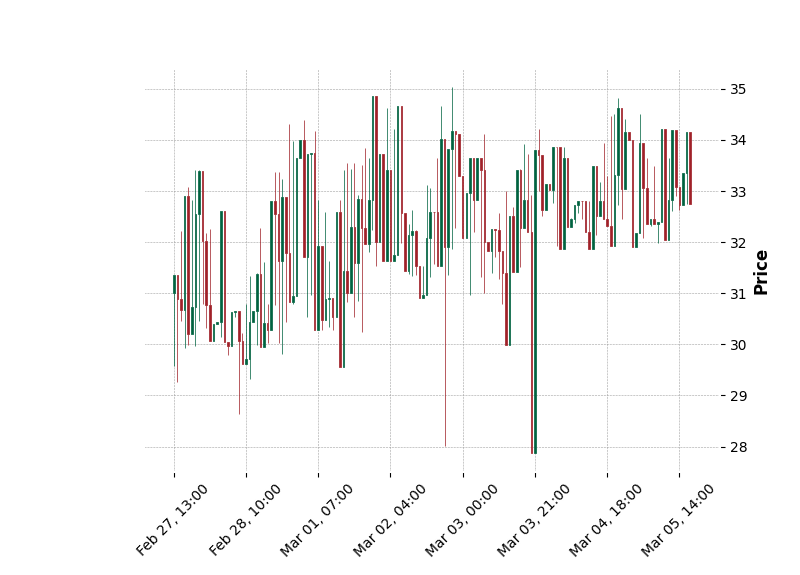 35
34
33
32
31
30
29
28
Price
Feb 27, 13:00
Feb 28, 10:00
Mar 01, 07:00
Mar 02, 04:00
Mar 03, 00:00
Mar 03, 21:00
Mar 04, 18:00
Mar 05, 14:00